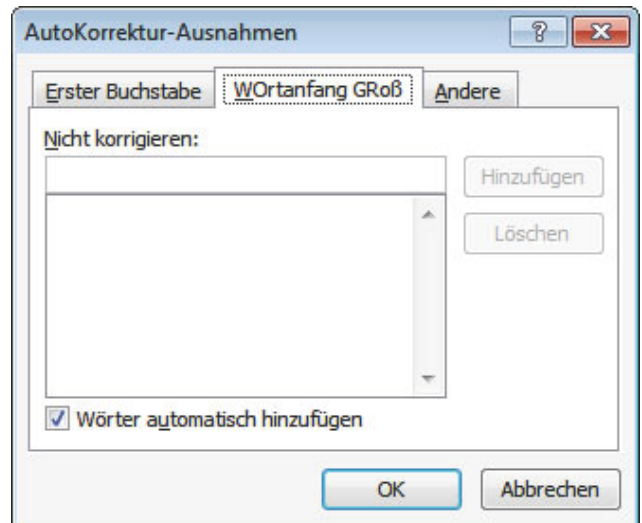 AutoKorrektur-Ausnahmen
Erster Buchstabe WOrtanfang GRoß Andere
Nicht korrigieren:
Hinzufügen
Löschen
Wörter automatisch hinzufügen
OK Abbrechen